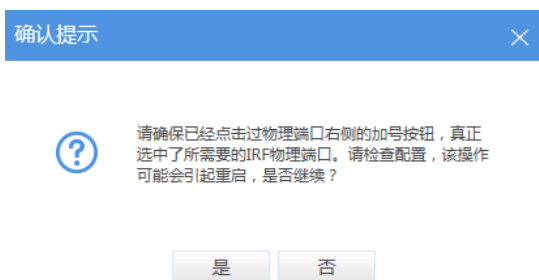 确认提示
请确保已经点击过物理端口右侧的加号按钮，真正
选中了所需要的IRF物理端口。请检查配置，该操作
可能会引起重启，是否继续？
是
否